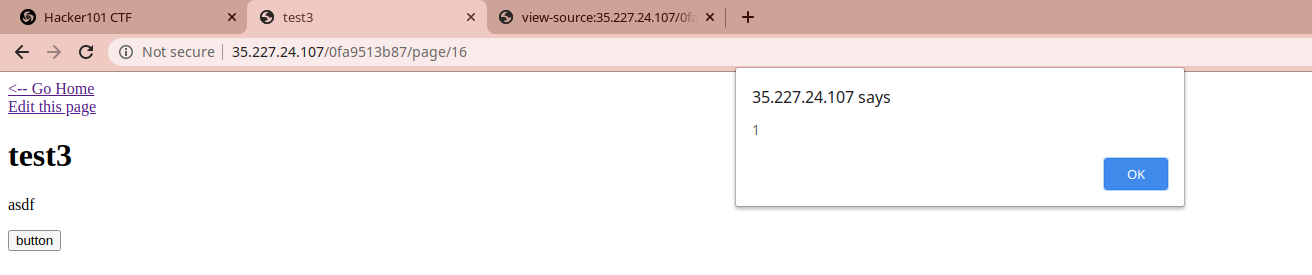 Hacker101 CTF
test3
view-source:35.227.24.107/0fa
Not secure
35.227.24.107/0fa9513b87/page/16
<-- Go Home
Edit this page
35.227.24.107 says
1
OK
test3
asdf
button